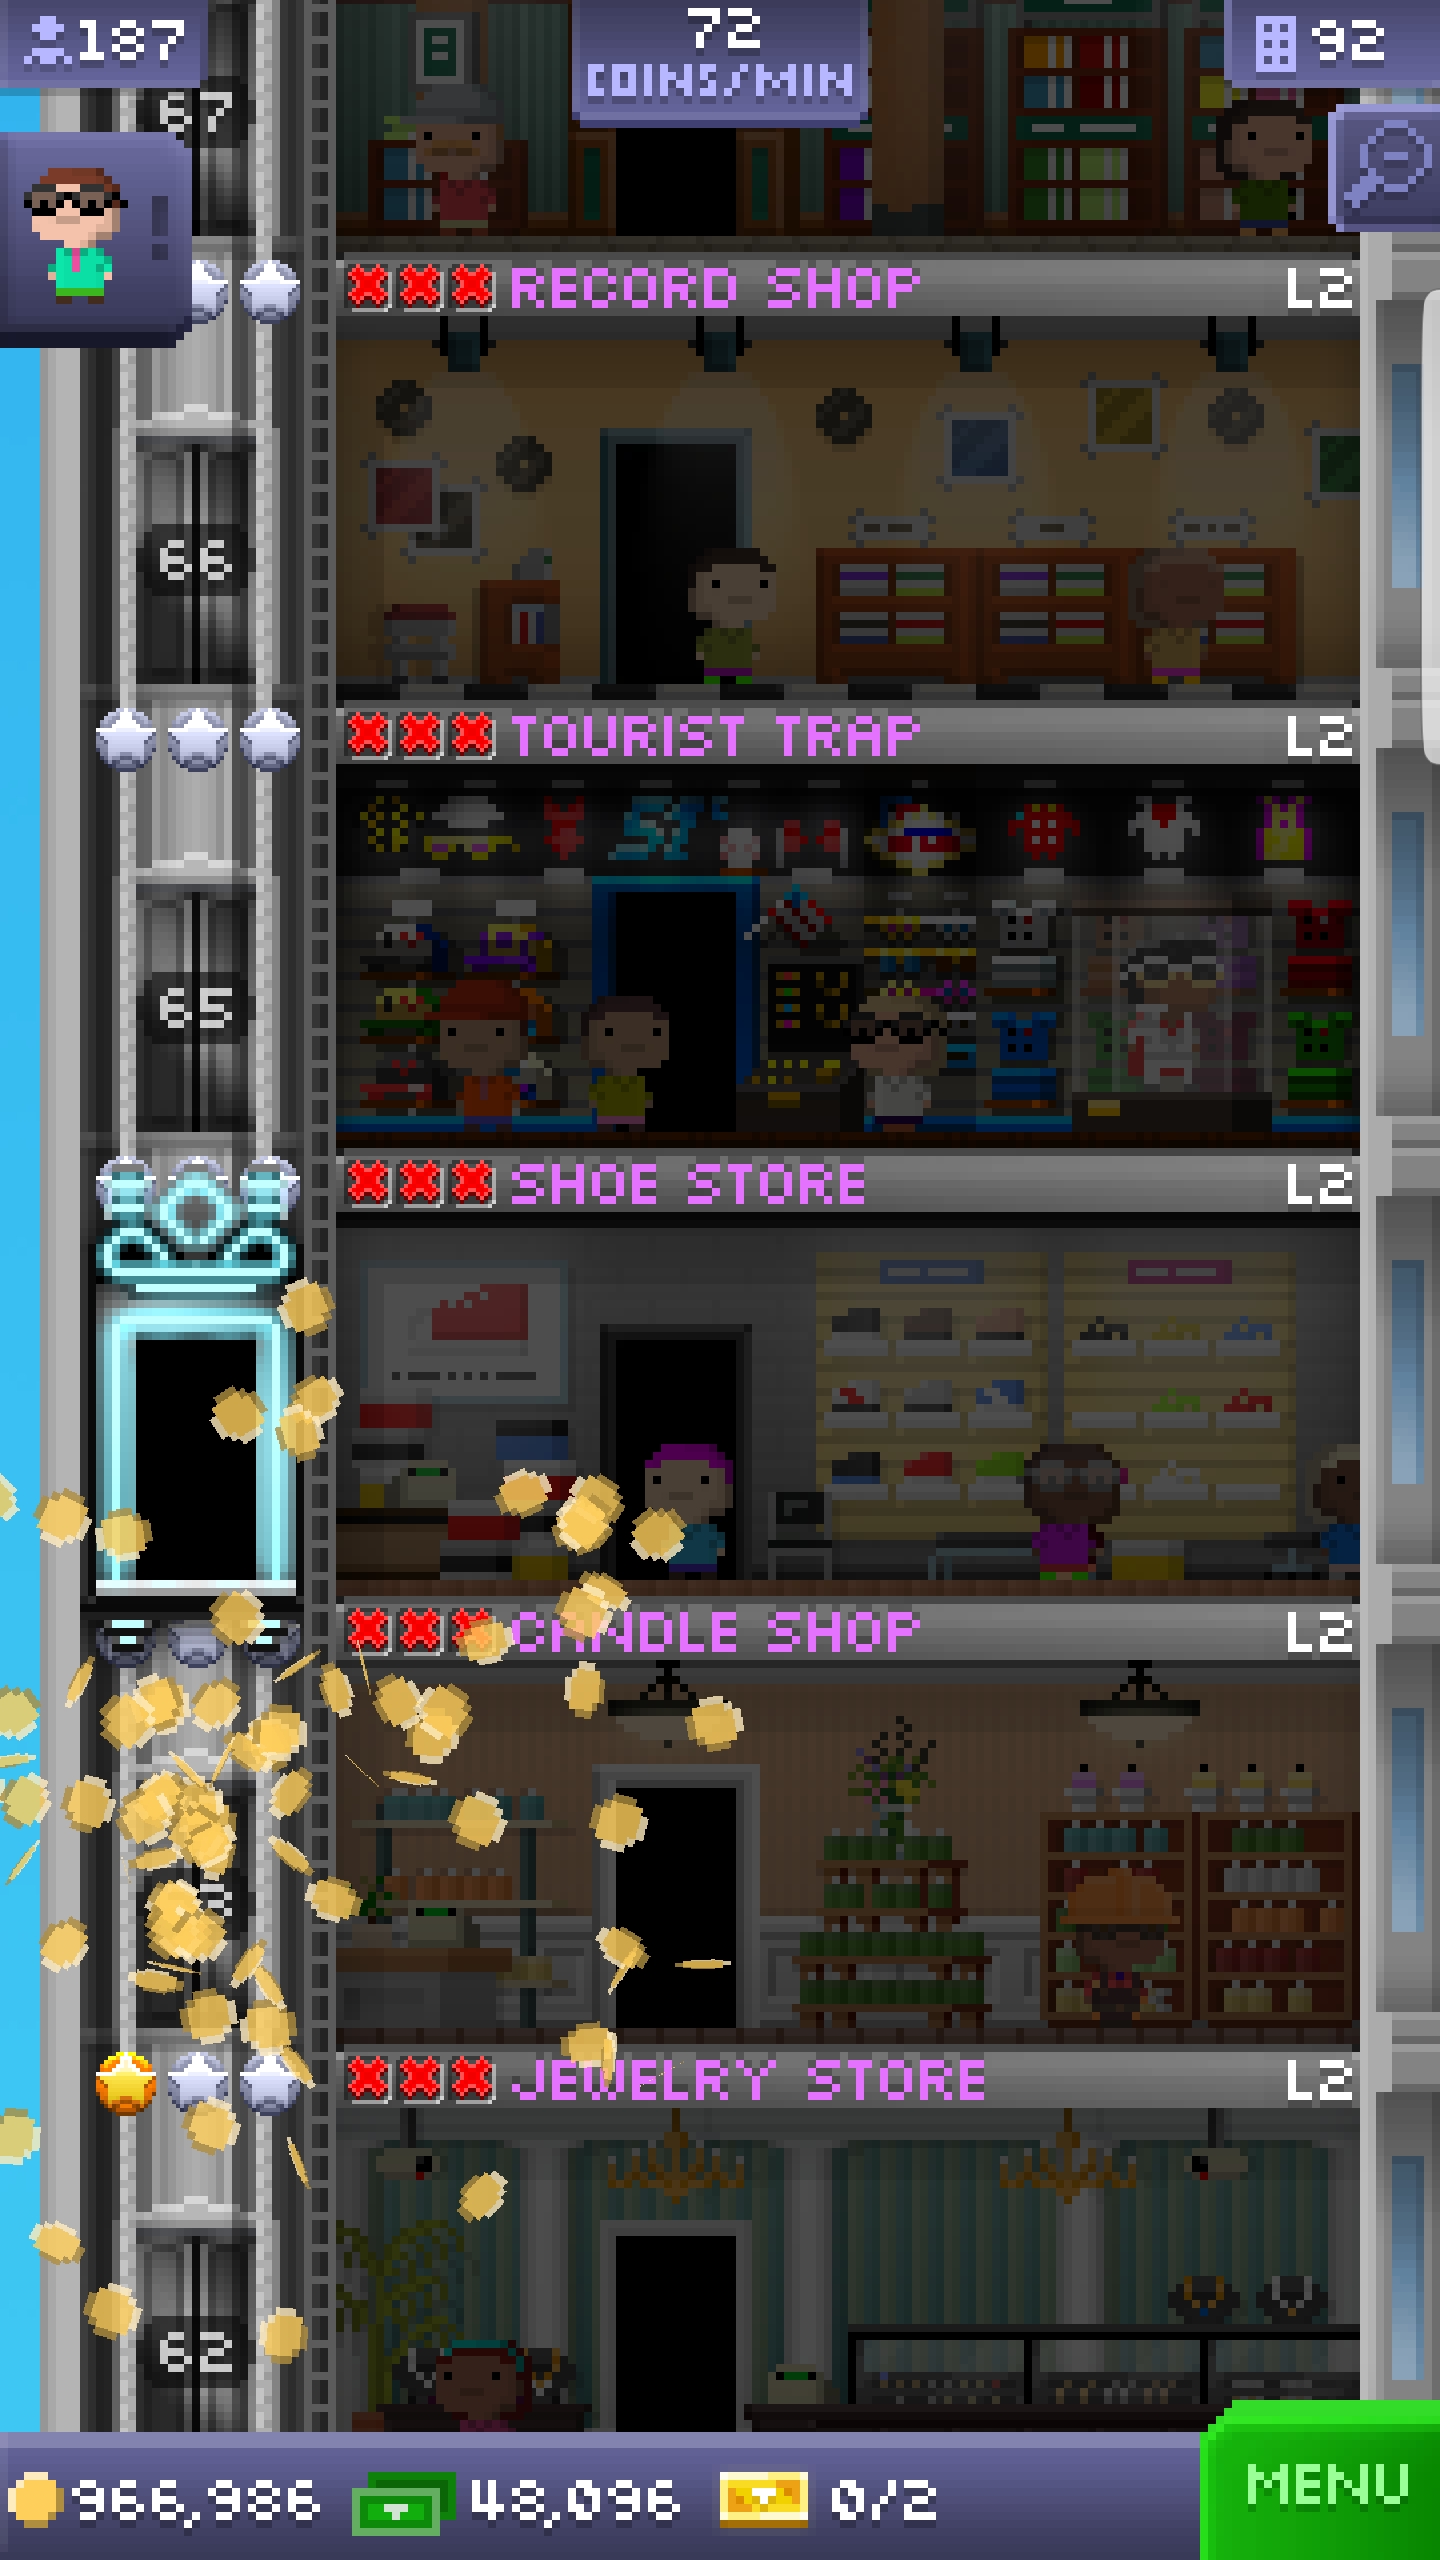 187
72
COINS/MIN
92
67
RECORD SHOP L2
66
TOURIST TRAP L2
65
SHOE STORE L2
CANDLE SHOP L2
JEWELRY STORE L2
62
966,986 48,096 0/2
MENU